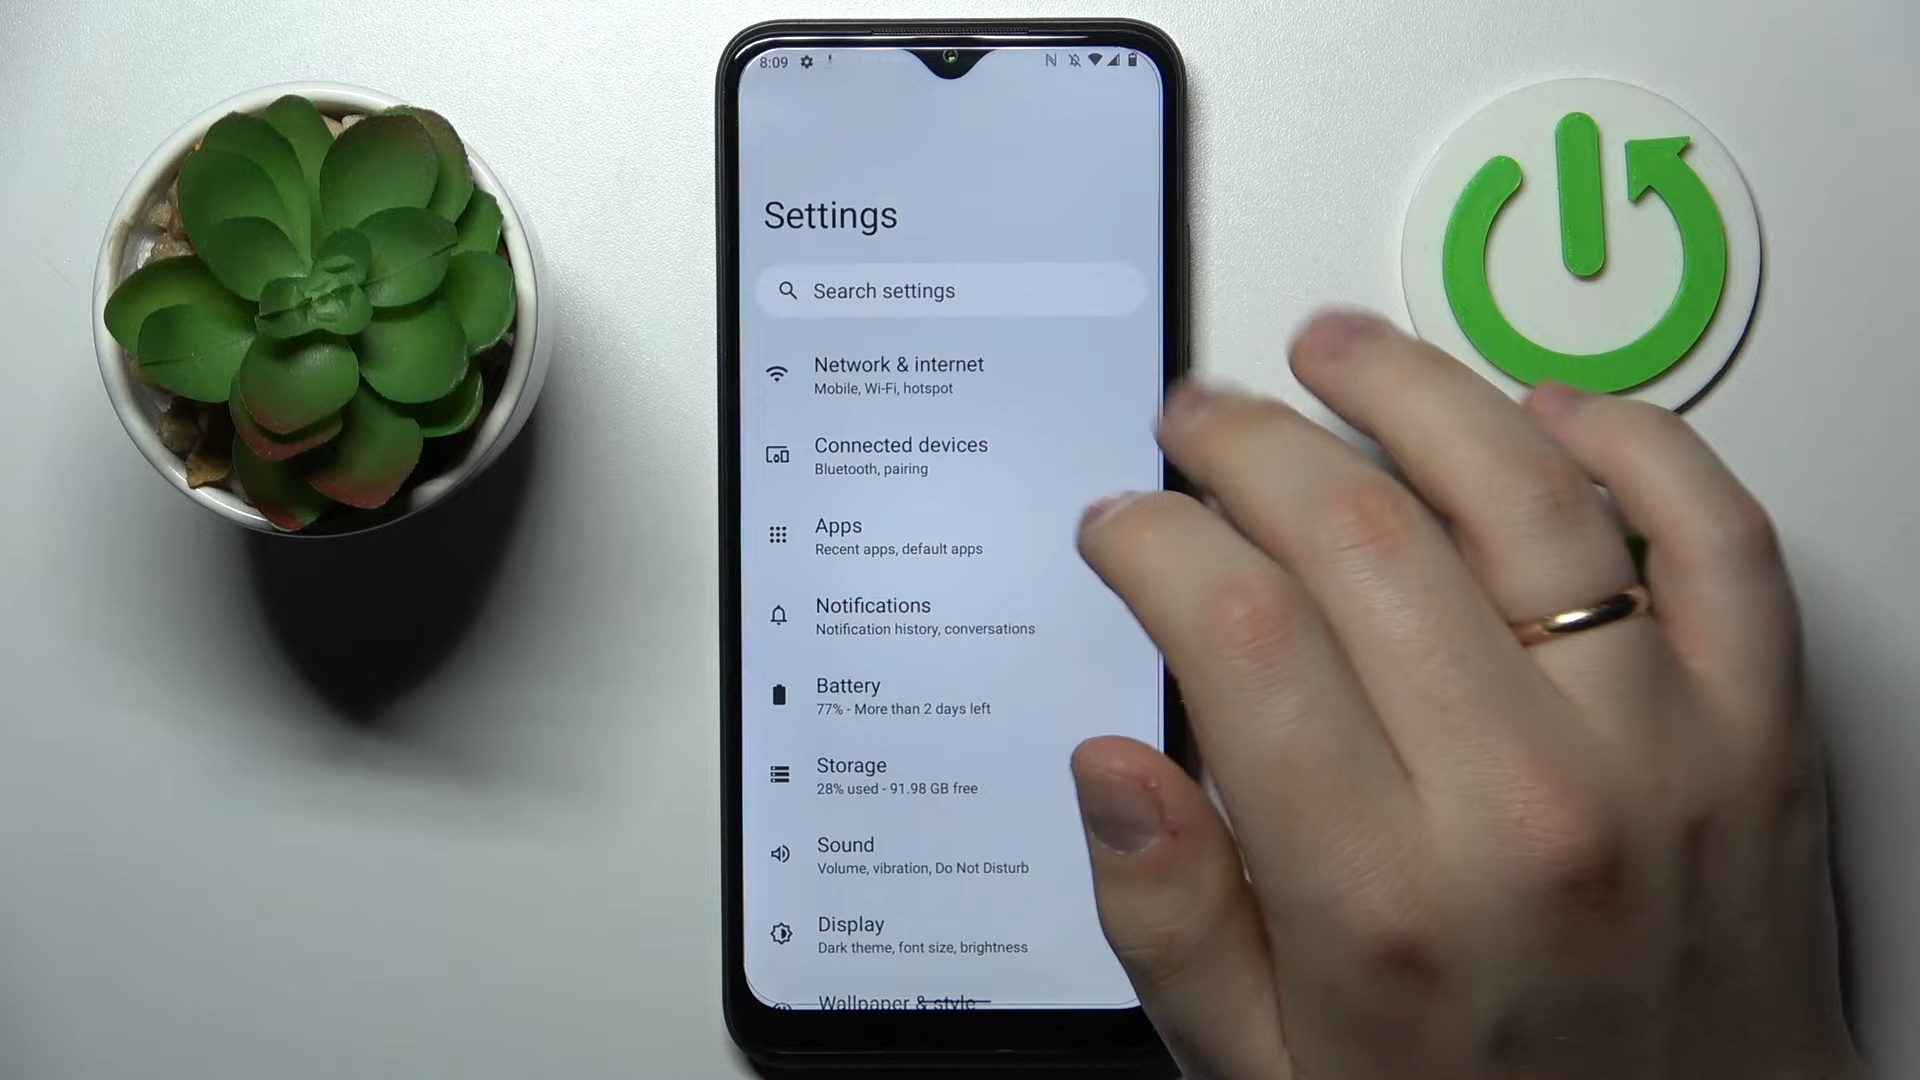 8:09
Settings
Search settings
Network & internet
Mobile, Wi-Fi, hotspot
Connected devices
Bluetooth, pairing
Apps
Recent apps, default apps
Notifications
Notification history, conversations
Battery
77% - More than 2 days left
Storage
28% used - 91.98 GB free
Sound
Volume, vibration, Do Not Disturb
Display
Dark theme, font size, brightness
Wallpaper & style